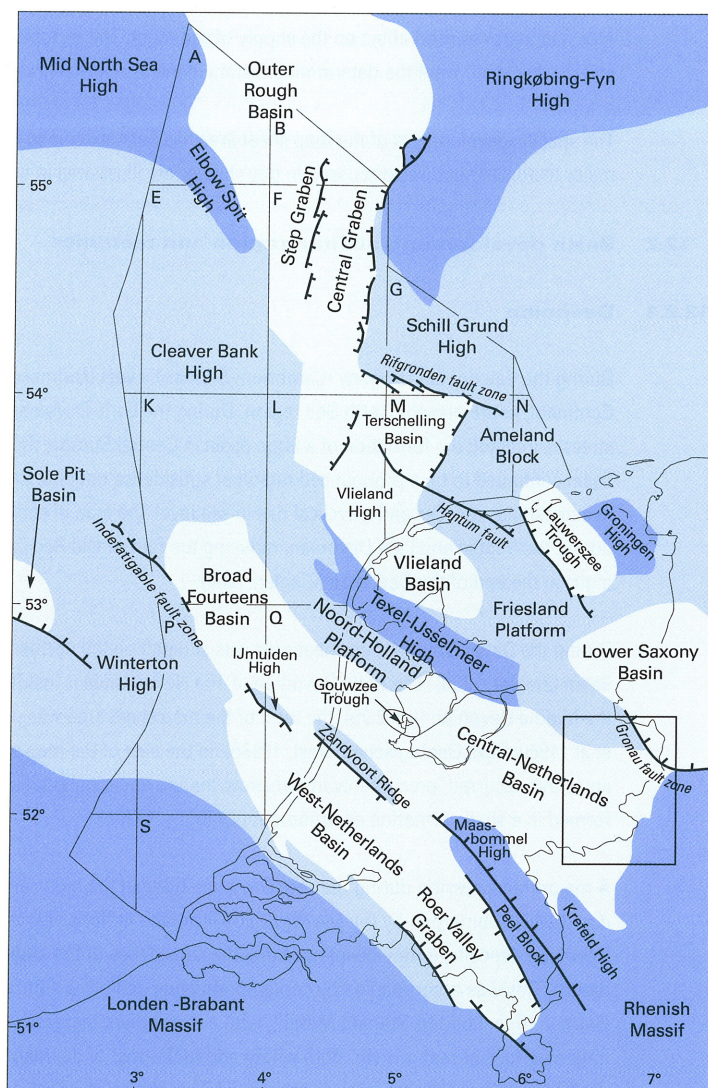 Mid North Sea
High
A
Outer
Rough
Basin
Ringkøbing-Fyn
High
B
55°
E
Elbow Spit
High
F
Step Graben
Central Graben
G
Schill Grund
High
Cleaver Bank
High
Rifgronden fault zone
54°
K
L
M
N
Terschelling
Basin
Ameland
Block
Sole Pit
Basin
Vlieland
High
Hantum fault
Lauwerszee
Trough
Groningen
High
Indefatigable fault zone
Broad
Fourteens
Basin
Vlieland
Basin
53°
P
Q
Texel-IJsselmeer
High
Friesland
Platform
Noord-Holland
Platform
Winterton
High
IJmuiden
High
Gouwzee
Trough
Lower Saxony
Basin
Zandvoort Ridge
Central-Netherlands
Basin
Gronau fault zone
52°
S
West-Netherlands
Basin
Maas-
bommel
High
Roer Valley
Graben
Peel Block
Krefeld High
Londen -Brabant
Massif
Rhenish
Massif
51°
3°
4°
5°
6°
7°